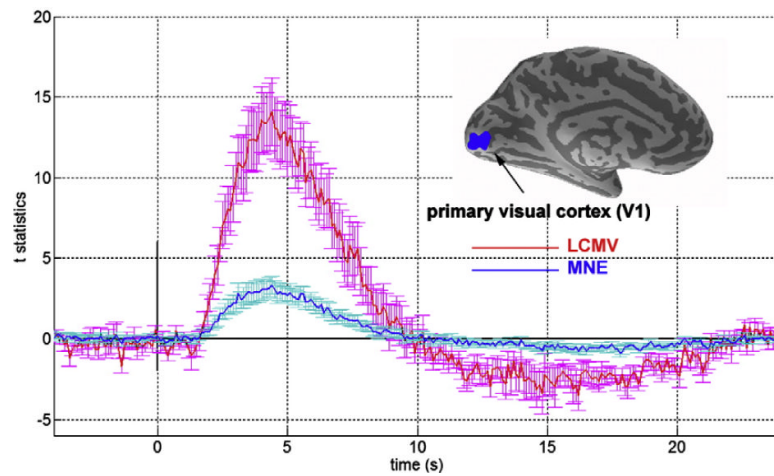 20
15
10
5
0
-5
t statistics
primary visual cortex (V1)
LCMV
MNE
0 5 10 15 20
time (s)